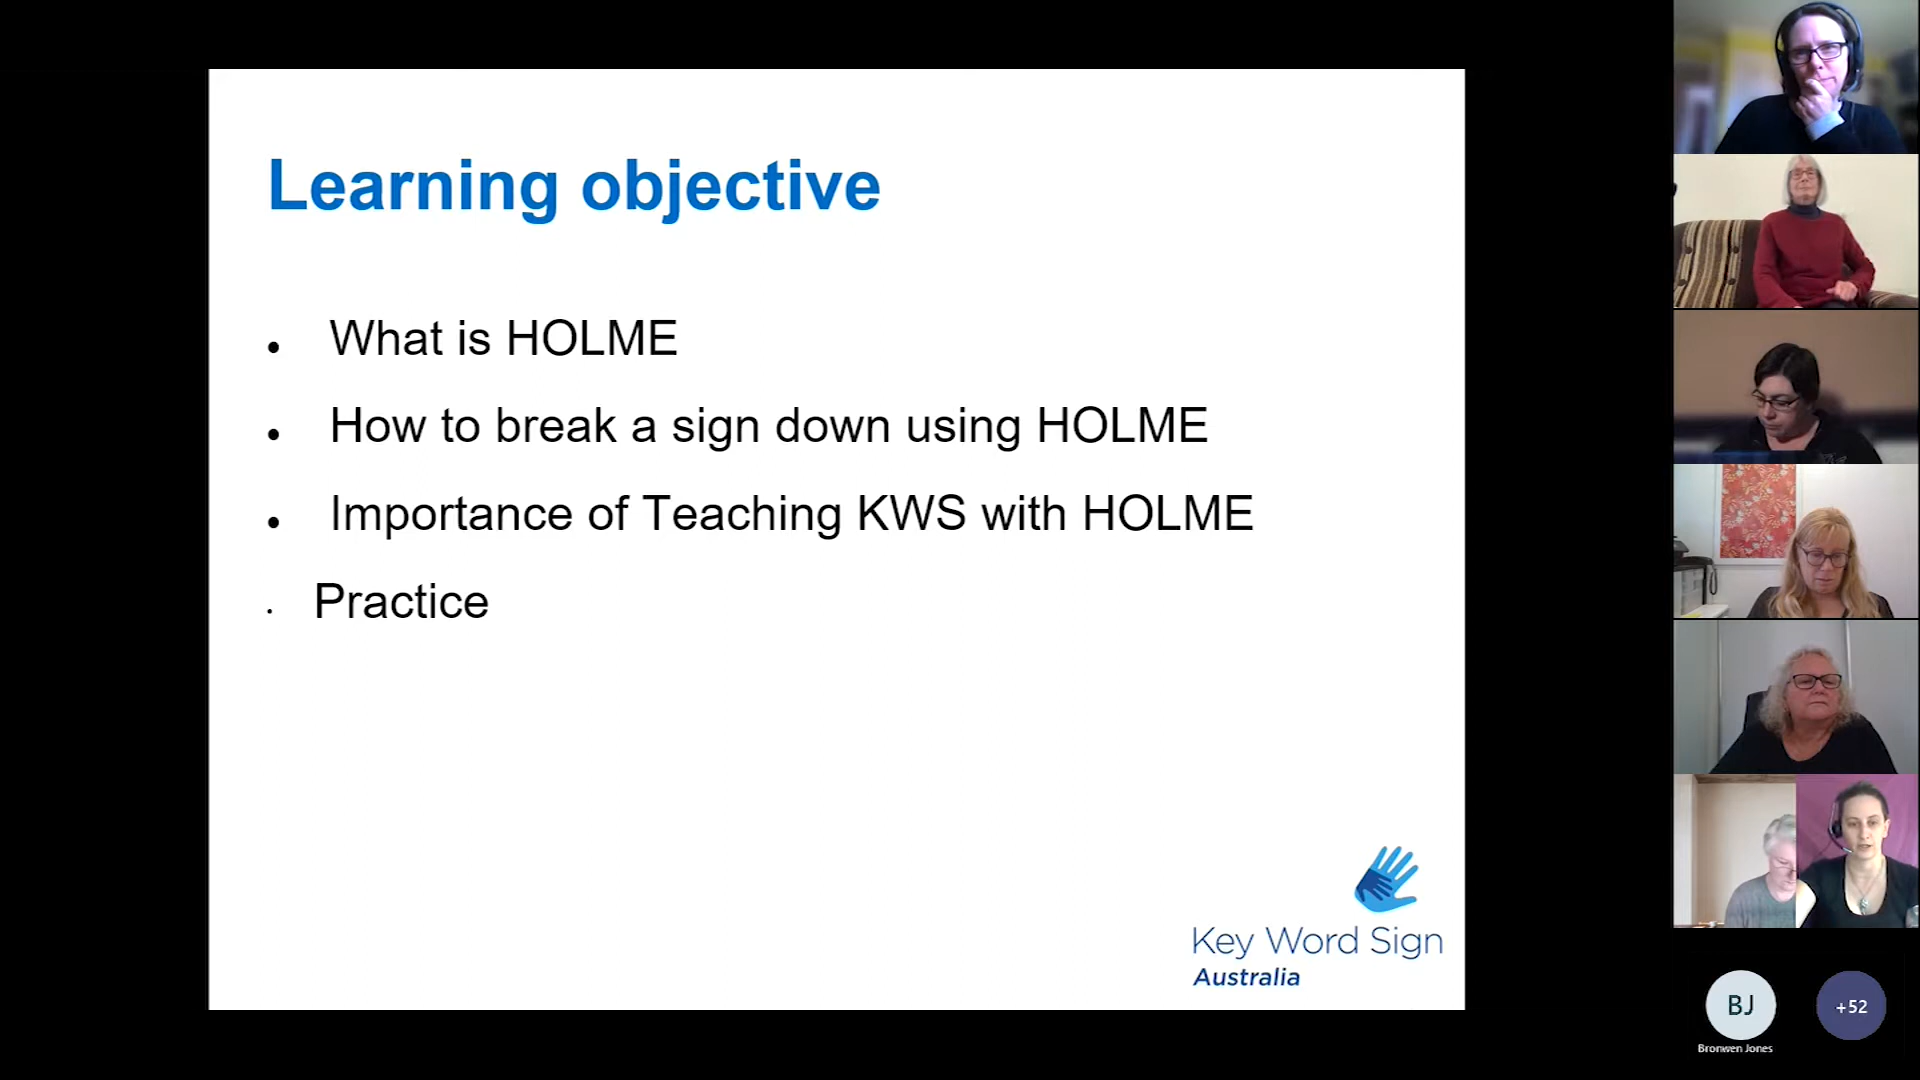 Learning objective
What is HOLME
How to break a sign down using HOLME
Importance of Teaching KWS with HOLME
Practice
Key Word Sign
Australia
BJ
+52
Bronwen Jones